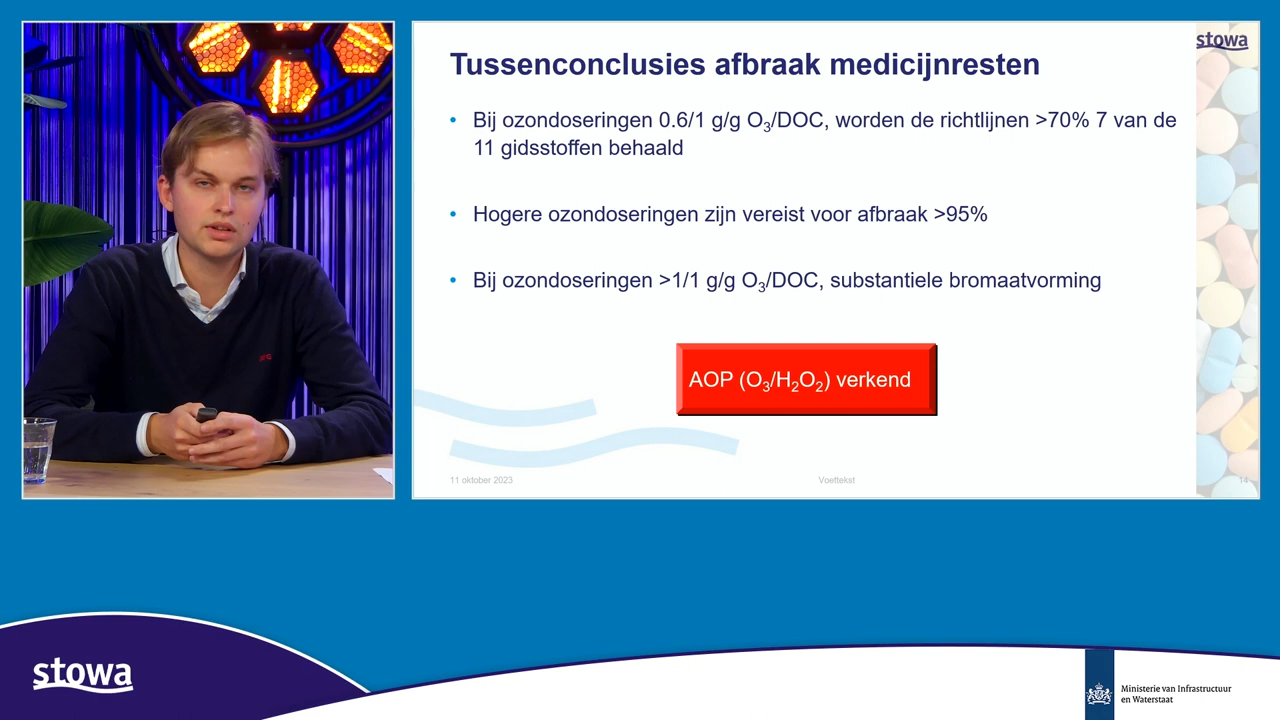 stowa
Tussenconclusies afbraak medicijnresten
• Bij ozondoseringen 0.6/1 g/g O₃/DOC, worden de richtlijnen >70% 7 van de
11 gidsstoffen behaald
• Hogere ozondoseringen zijn vereist voor afbraak >95%
• Bij ozondoseringen >1/1 g/g O₃/DOC, substantiele bromaatvorming
AOP (O₃/H₂O₂) verkend
11 oktober 2023
Voettekst
14
stowa
Ministerie van Infrastructuur
en Waterstaat